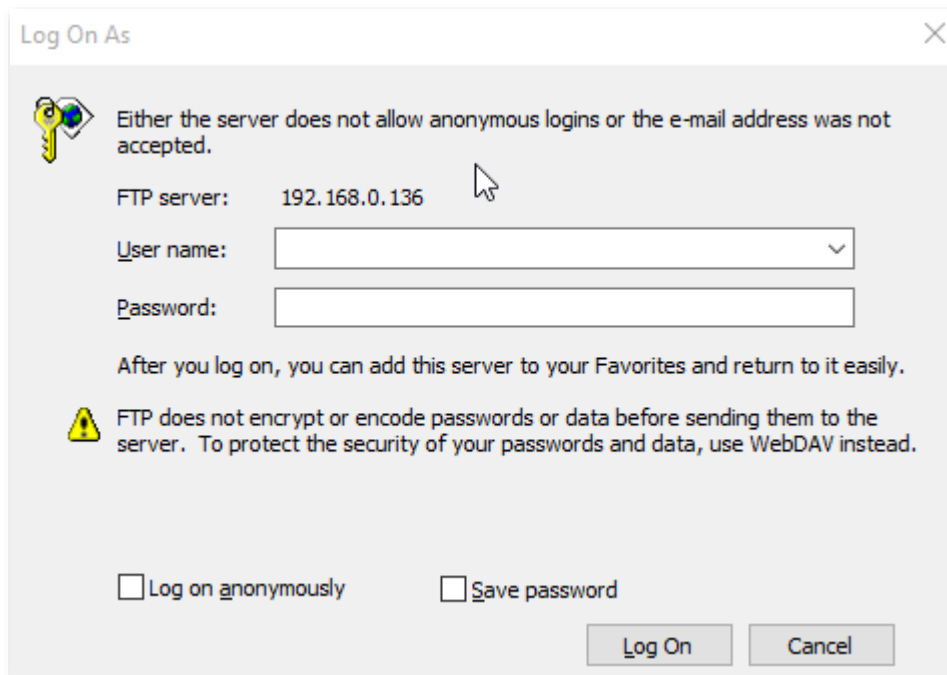 Log On As
Either the server does not allow anonymous logins or the e-mail address was not
accepted.
FTP server: 192.168.0.136
User name:
Password:
After you log on, you can add this server to your Favorites and return to it easily.
FTP does not encrypt or encode passwords or data before sending them to the
server. To protect the security of your passwords and data, use WebDAV instead.
Log on anonymously Save password
Log On Cancel